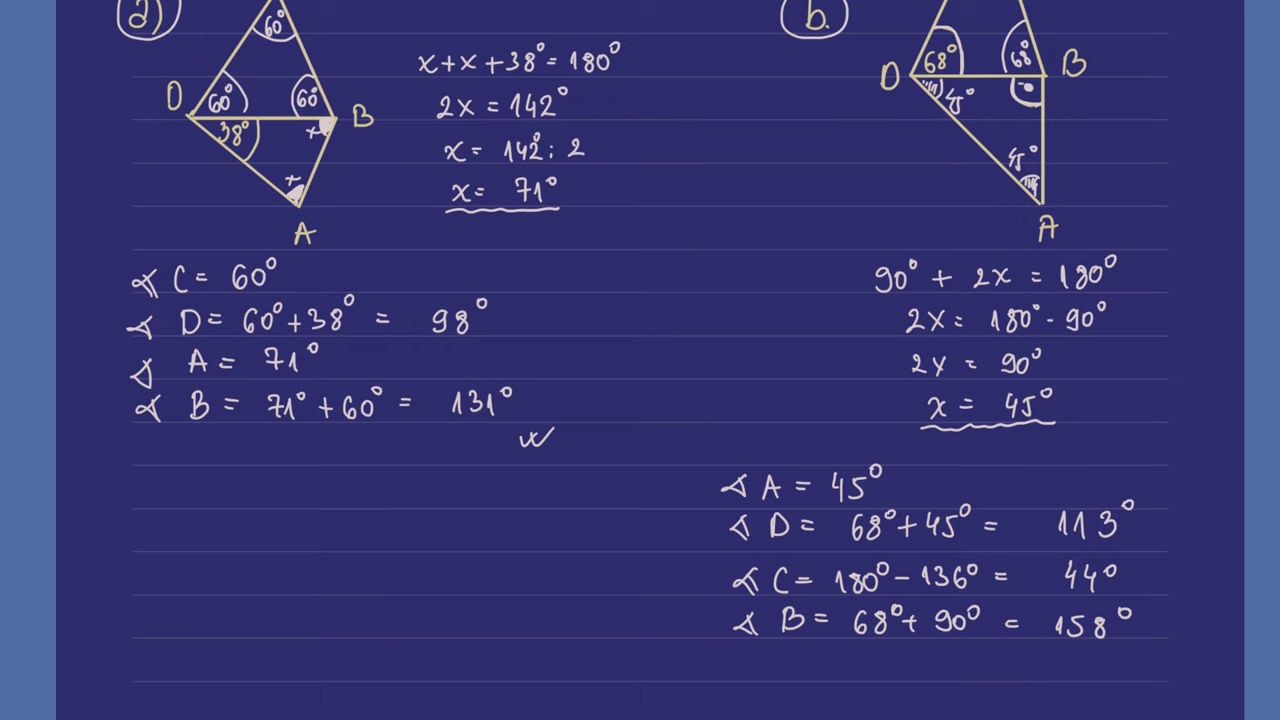 a)
60°
D 60° 60° B
38° x
x
A
x+x+38°=180°
2x=142°
x= 142°: 2
x= 71°
∢ C= 60°
∢ D= 60°+38° = 98°
∢ A= 71°
∢ B= 71°+60° = 131°
b.
D 68° 68° B
45°
45°
A
90° + 2x = 180°
2x= 180° - 90°
2x = 90°
x = 45°
∢ A = 45°
∢ D= 68°+45° = 113°
∢ C= 180°-136° = 44°
∢ B= 68°+ 90° = 158°